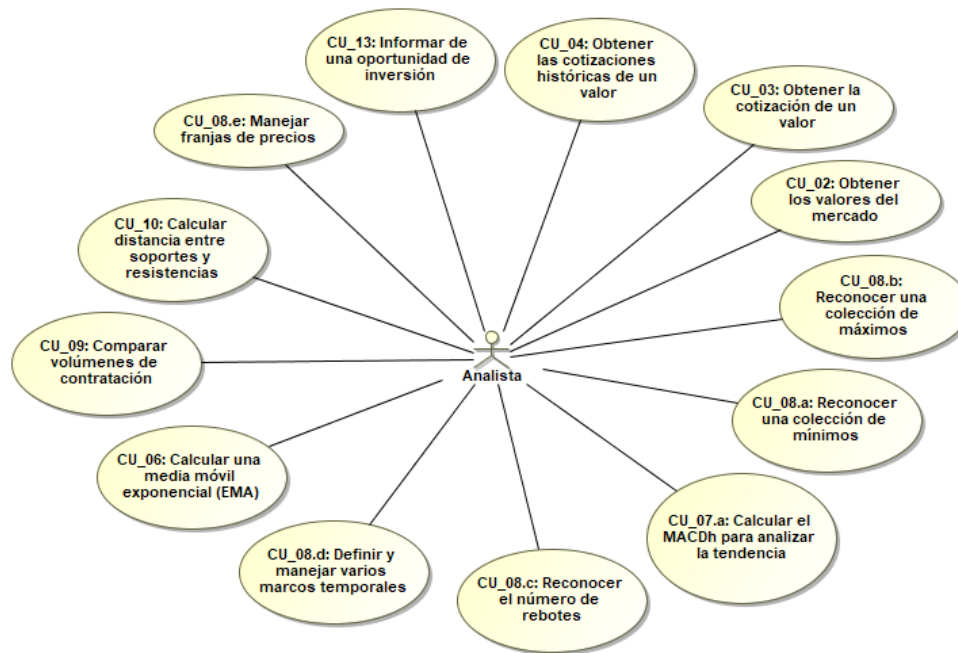 CU_13: Informar de
una oportunidad de
inversión
CU_04: Obtener
las cotizaciones
históricas de un
valor
CU_03: Obtener la
cotización de un
valor
CU_08.e: Manejar
franjas de precios
CU_02: Obtener
los valores del
mercado
CU_10: Calcular
distancia entre
soportes y
resistencias
CU_08.b:
Reconocer una
colección de
máximos
CU_09: Comparar
volúmenes de
contratación
Analista
CU_08.a: Reconocer
una colección de
mínimos
CU_06: Calcular una
media móvil
exponencial (EMA)
CU_07.a: Calcular el
MACDh para analizar
la tendencia
CU_08.d: Definir y
manejar varios
marcos temporales
CU_08.c: Reconocer
el número de
rebotes